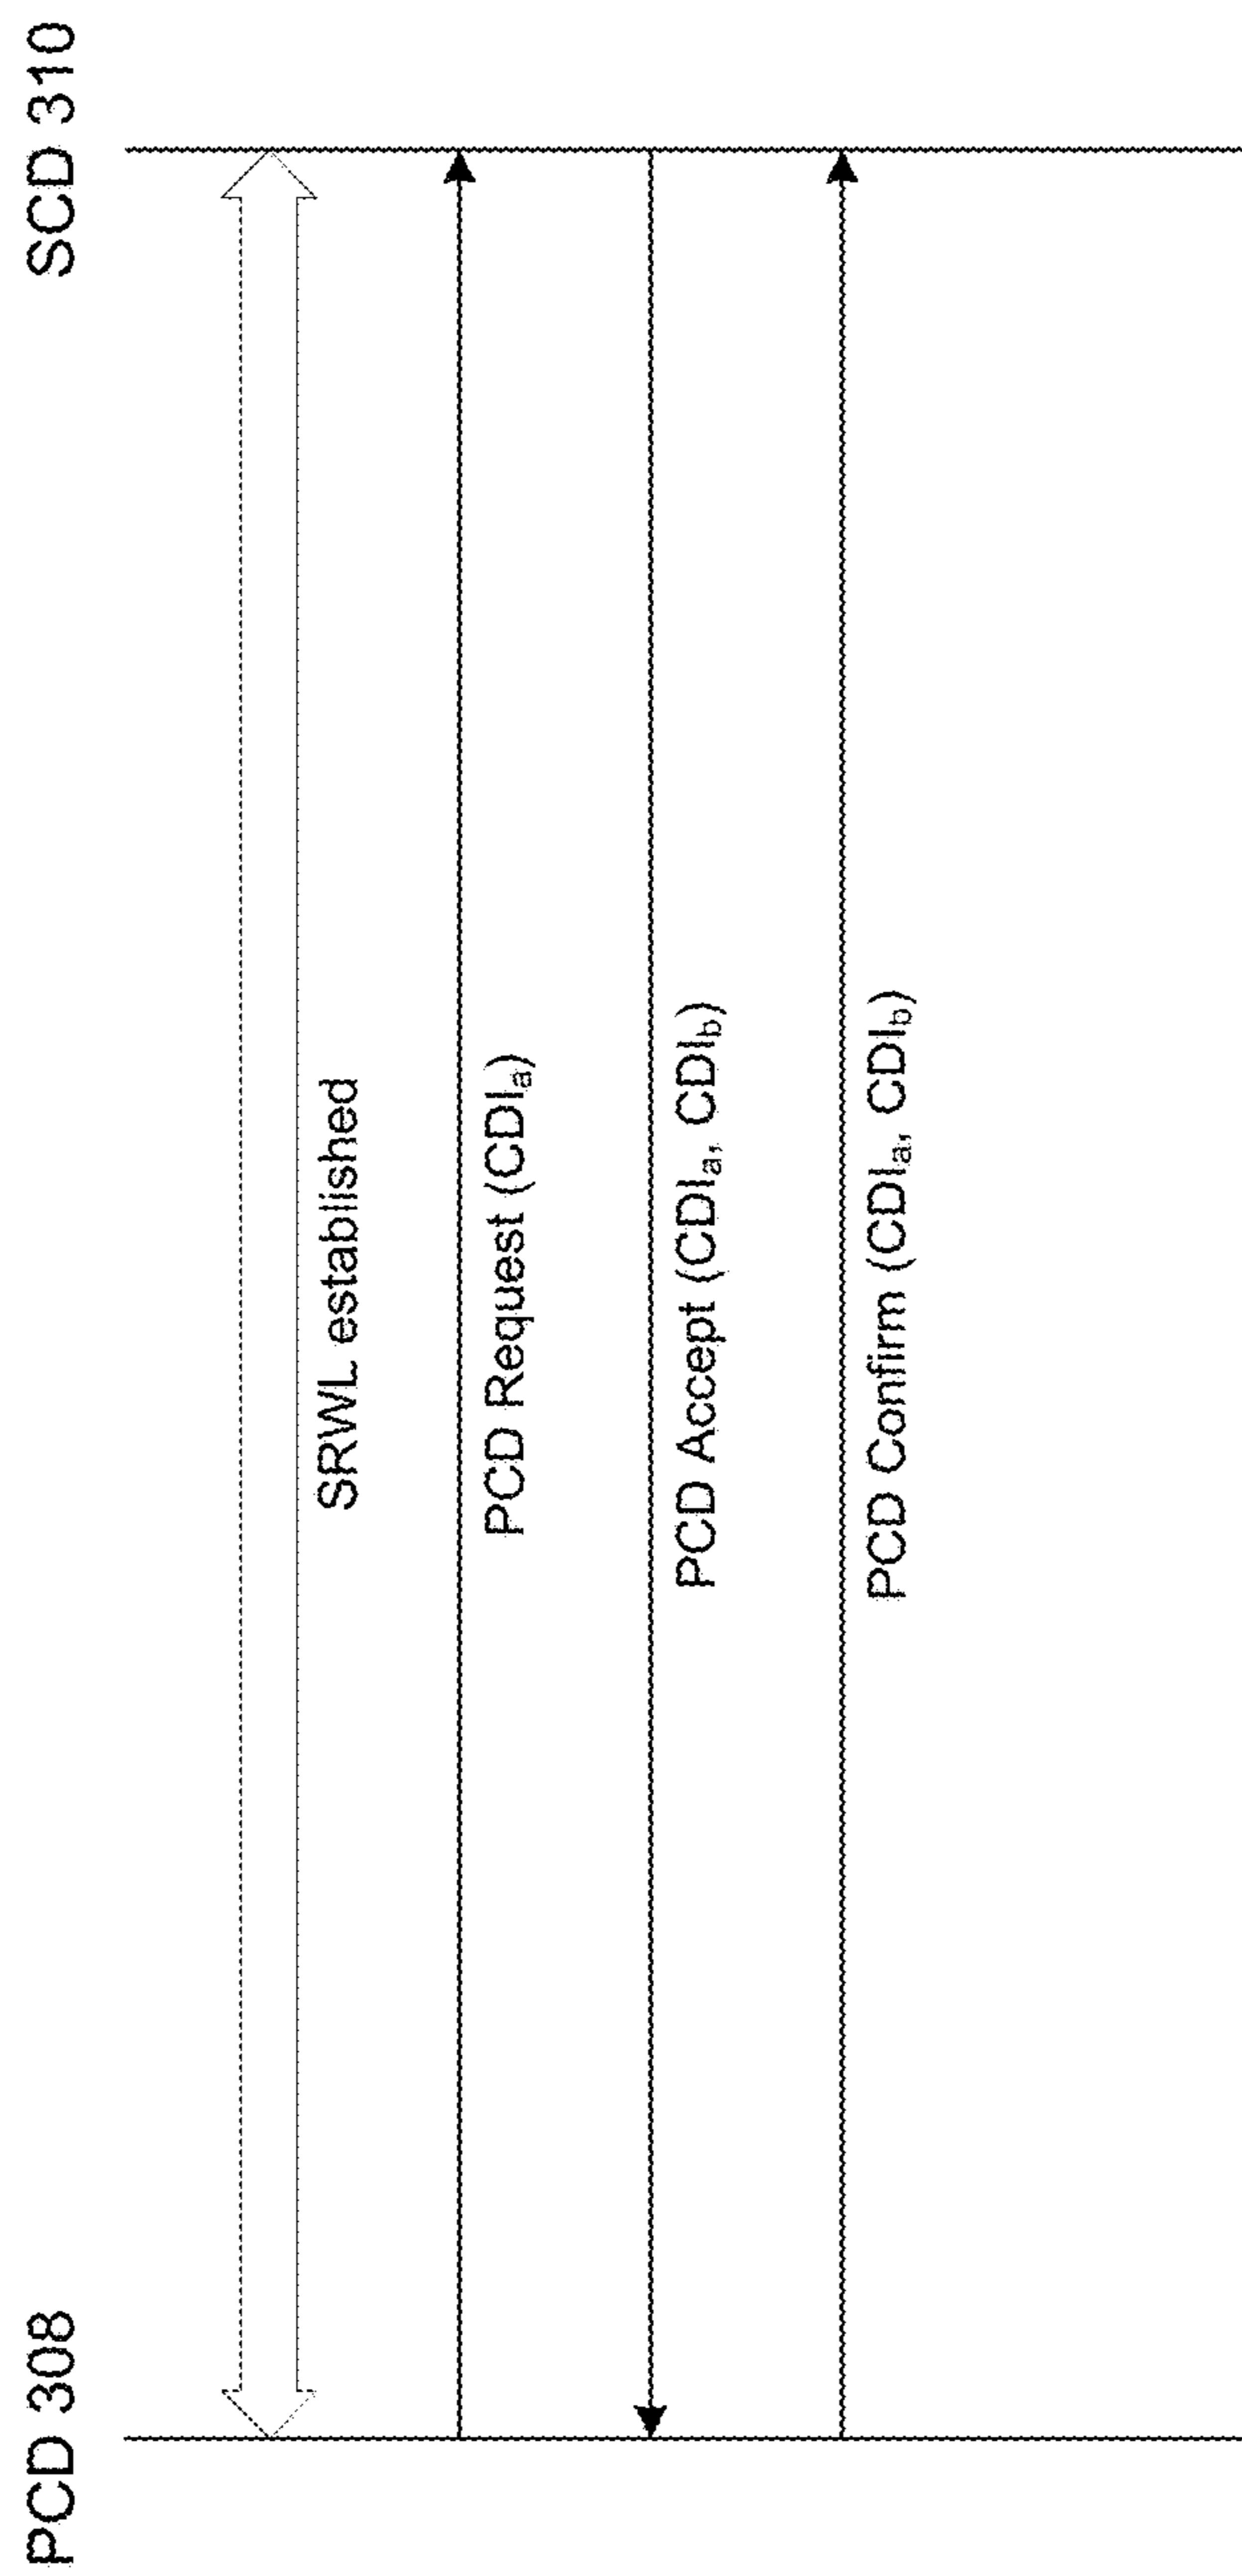 PCD 308
SCD 310
SRWL established
PCD Request (CDIa)
PCD Accept (CDIa, CDIb)
PCD Confirm (CDIa, CDIb)